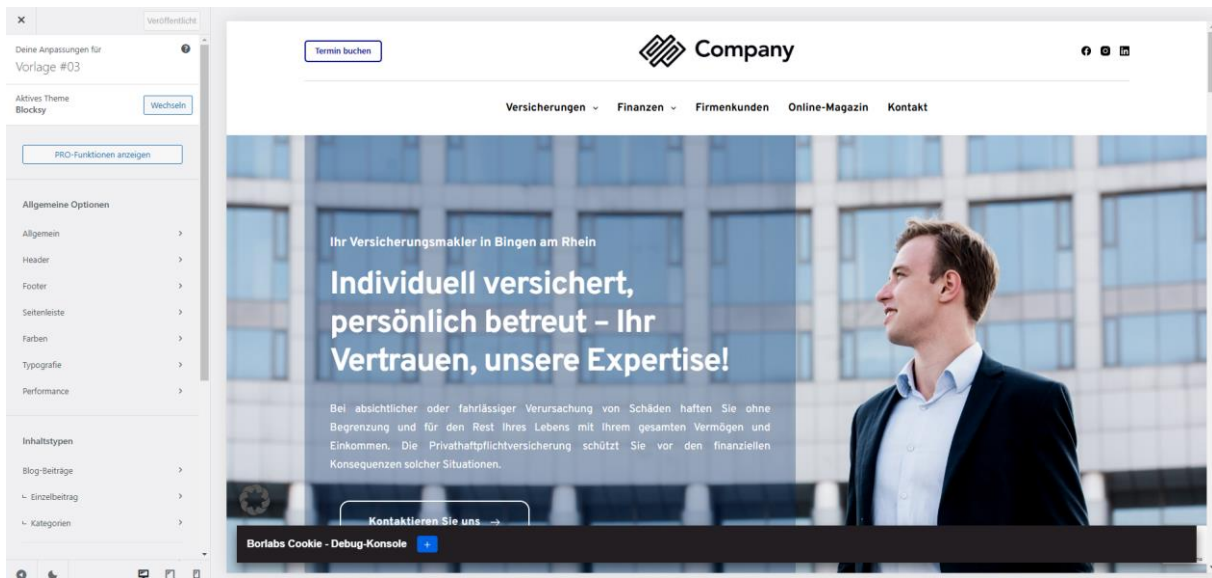 Veröffentlicht
Deine Anpassungen für
Vorlage #03
Aktives Theme
Blocksy
Wechseln
PRO-Funktionen anzeigen
Allgemeine Optionen
Allgemein
Header
Footer
Seitenleiste
Farben
Typografie
Performance
Inhaltstypen
Blog-Beiträge
Einzelbeitrag
Kategorien
Termin buchen
Company
Versicherungen
Finanzen
Firmenkunden
Online-Magazin
Kontakt
Ihr Versicherungsmakler in Bingen am Rhein
Individuell versichert,
persönlich betreut – Ihr
Vertrauen, unsere Expertise!
Bei absichtlicher oder fahrlässiger Verursachung von Schäden haften Sie ohne
Begrenzung und für den Rest Ihres Lebens mit Ihrem gesamten Vermögen und
Einkommen. Die Privathaftpflichtversicherung schützt Sie vor den finanziellen
Konsequenzen solcher Situationen.
Kontaktieren Sie uns →
Borlabs Cookie - Debug-Konsole +